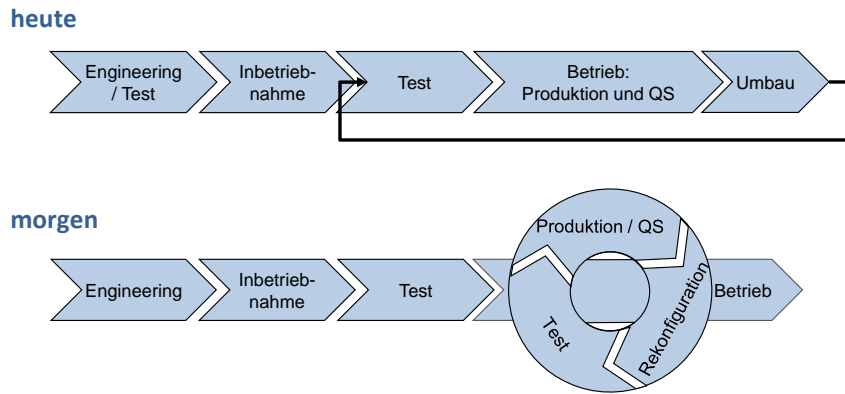 heute
Engineering
/ Test
Inbetrieb-
nahme
Test
Betrieb:
Produktion und QS
Umbau
morgen
Engineering
Inbetrieb-
nahme
Test
Produktion / QS
Rekonfiguration
Test
Betrieb